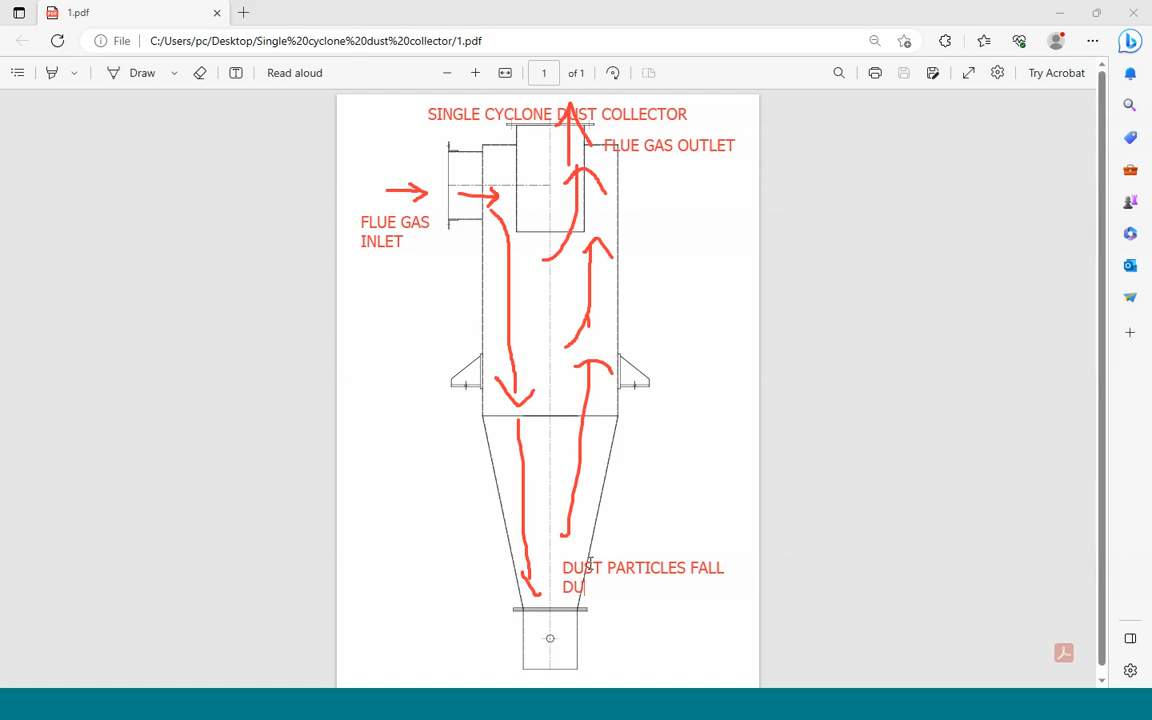 1.pdf
File C:/Users/pc/Desktop/Single%20cyclone%20dust%20collector/1.pdf
Draw Read aloud 1 of 1 Try Acrobat
SINGLE CYCLONE DUST COLLECTOR
FLUE GAS OUTLET
FLUE GAS
INLET
DUST PARTICLES FALL
DU